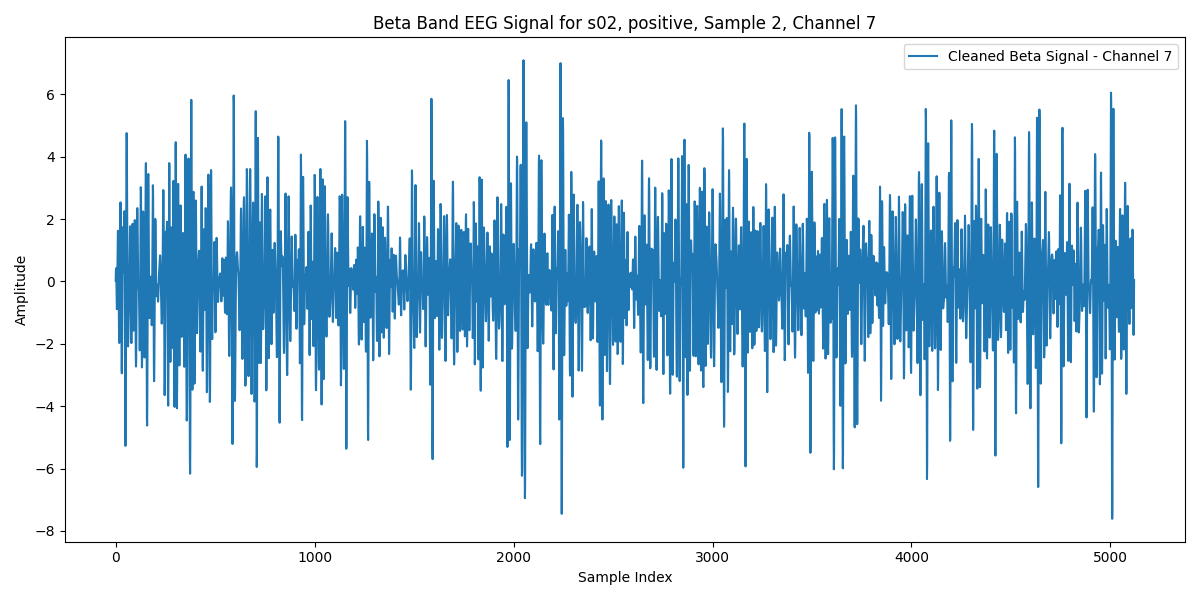 Beta Band EEG Signal for s02, positive, Sample 2, Channel 7
Cleaned Beta Signal - Channel 7
Amplitude
6
4
2
0
−2
−4
−6
−8
0 1000 2000 3000 4000 5000
Sample Index